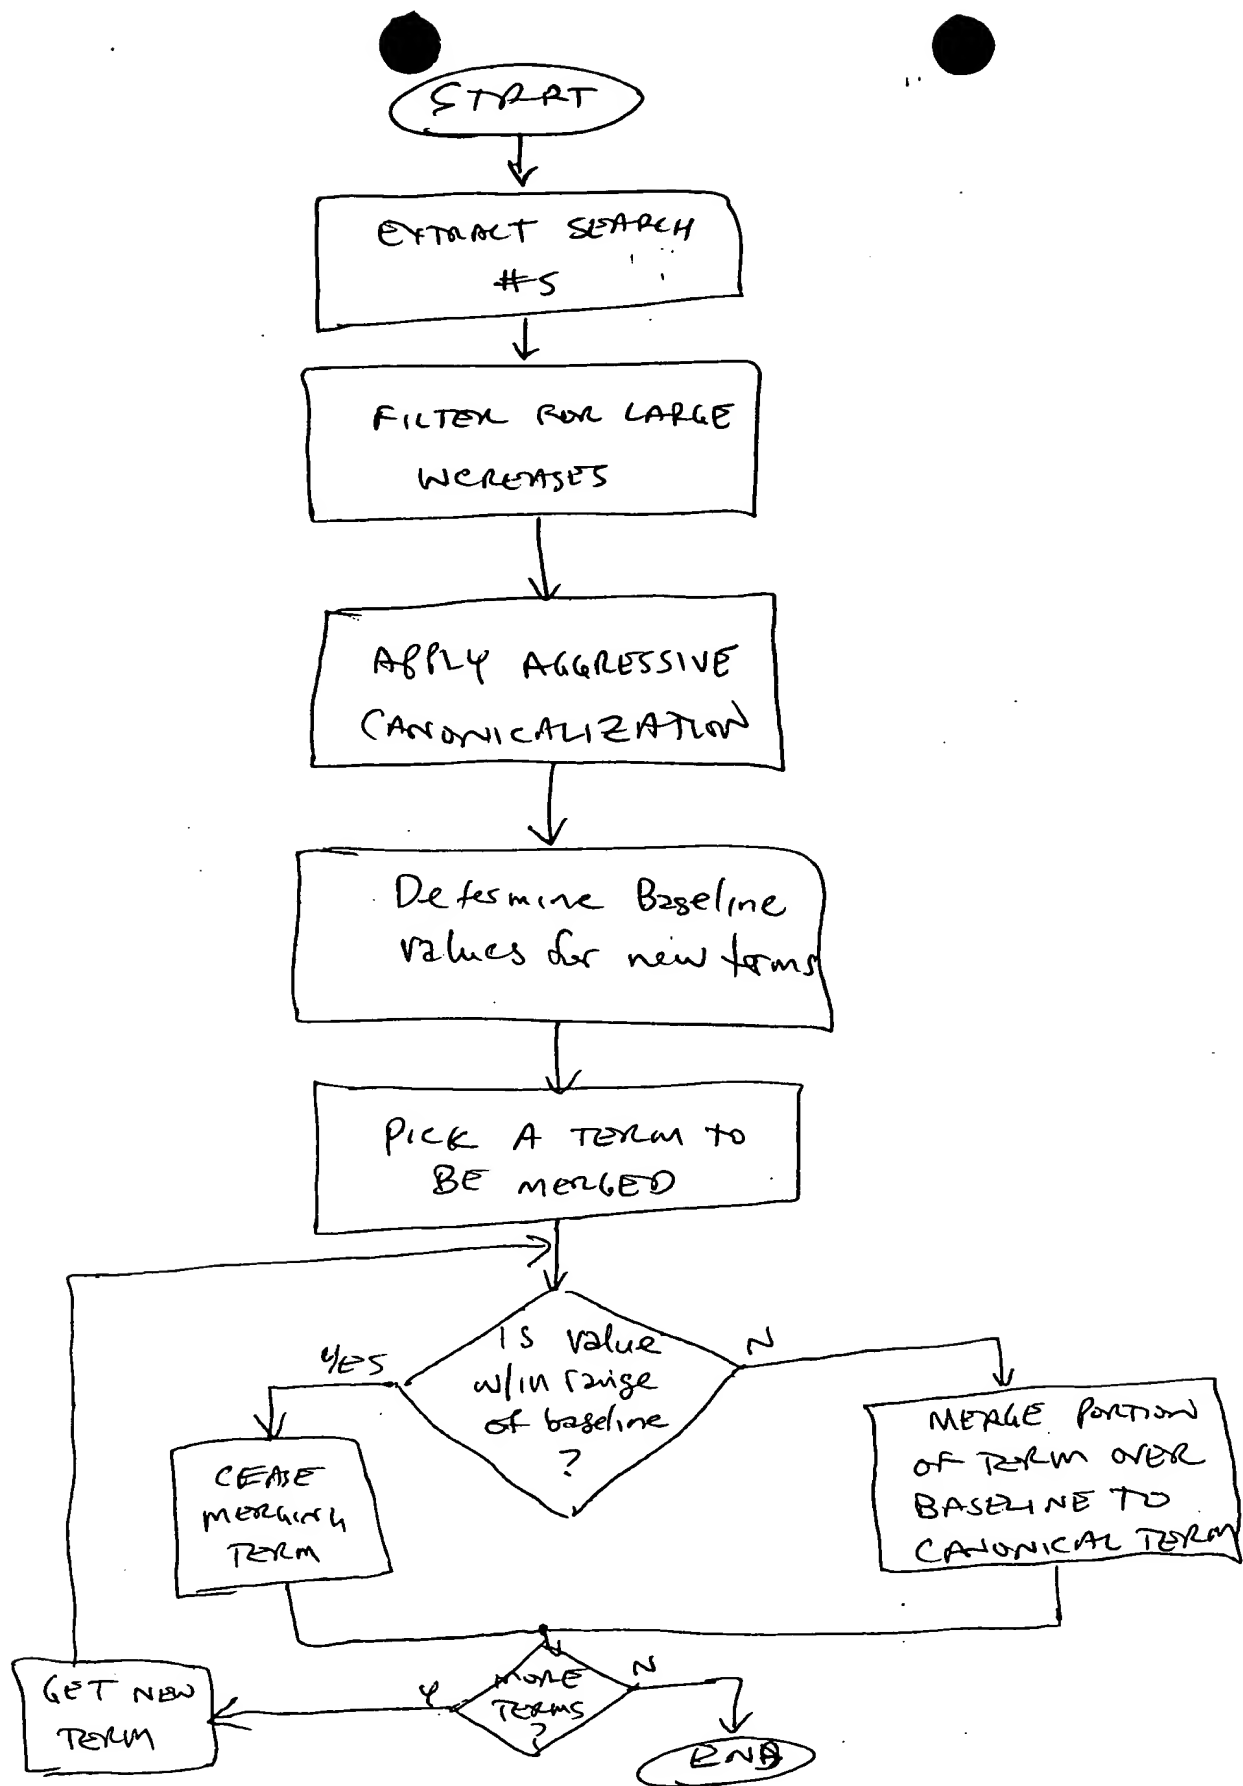 START
EXTRACT SEARCH
#S
FILTER FOR LARGE
INCREASES
APPLY AGGRESSIVE
CANONICALIZATION
Determine Baseline
values for new terms
PICK A TERM TO
BE MERGED
IS value
w/in range
of baseline
?
YES
N
CEASE
MERGING
TERM
MERGE PORTION
OF TERM OVER
BASELINE TO
CANONICAL TERM
MORE
TERMS
?
Y
N
GET NEW
TERM
END